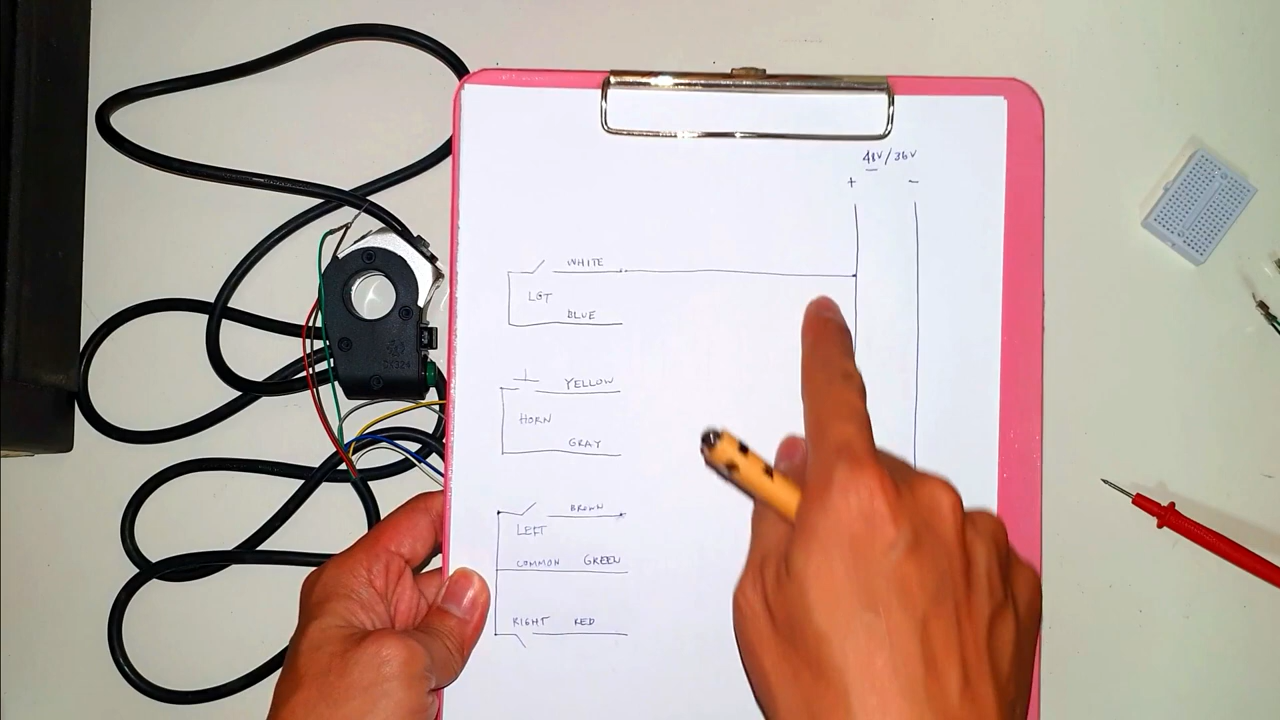 48V/36V
+ -
WHITE
LGT
BLUE
YELLOW
HORN
GRAY
BROWN
LEFT
COMMON GREEN
RIGHT RED